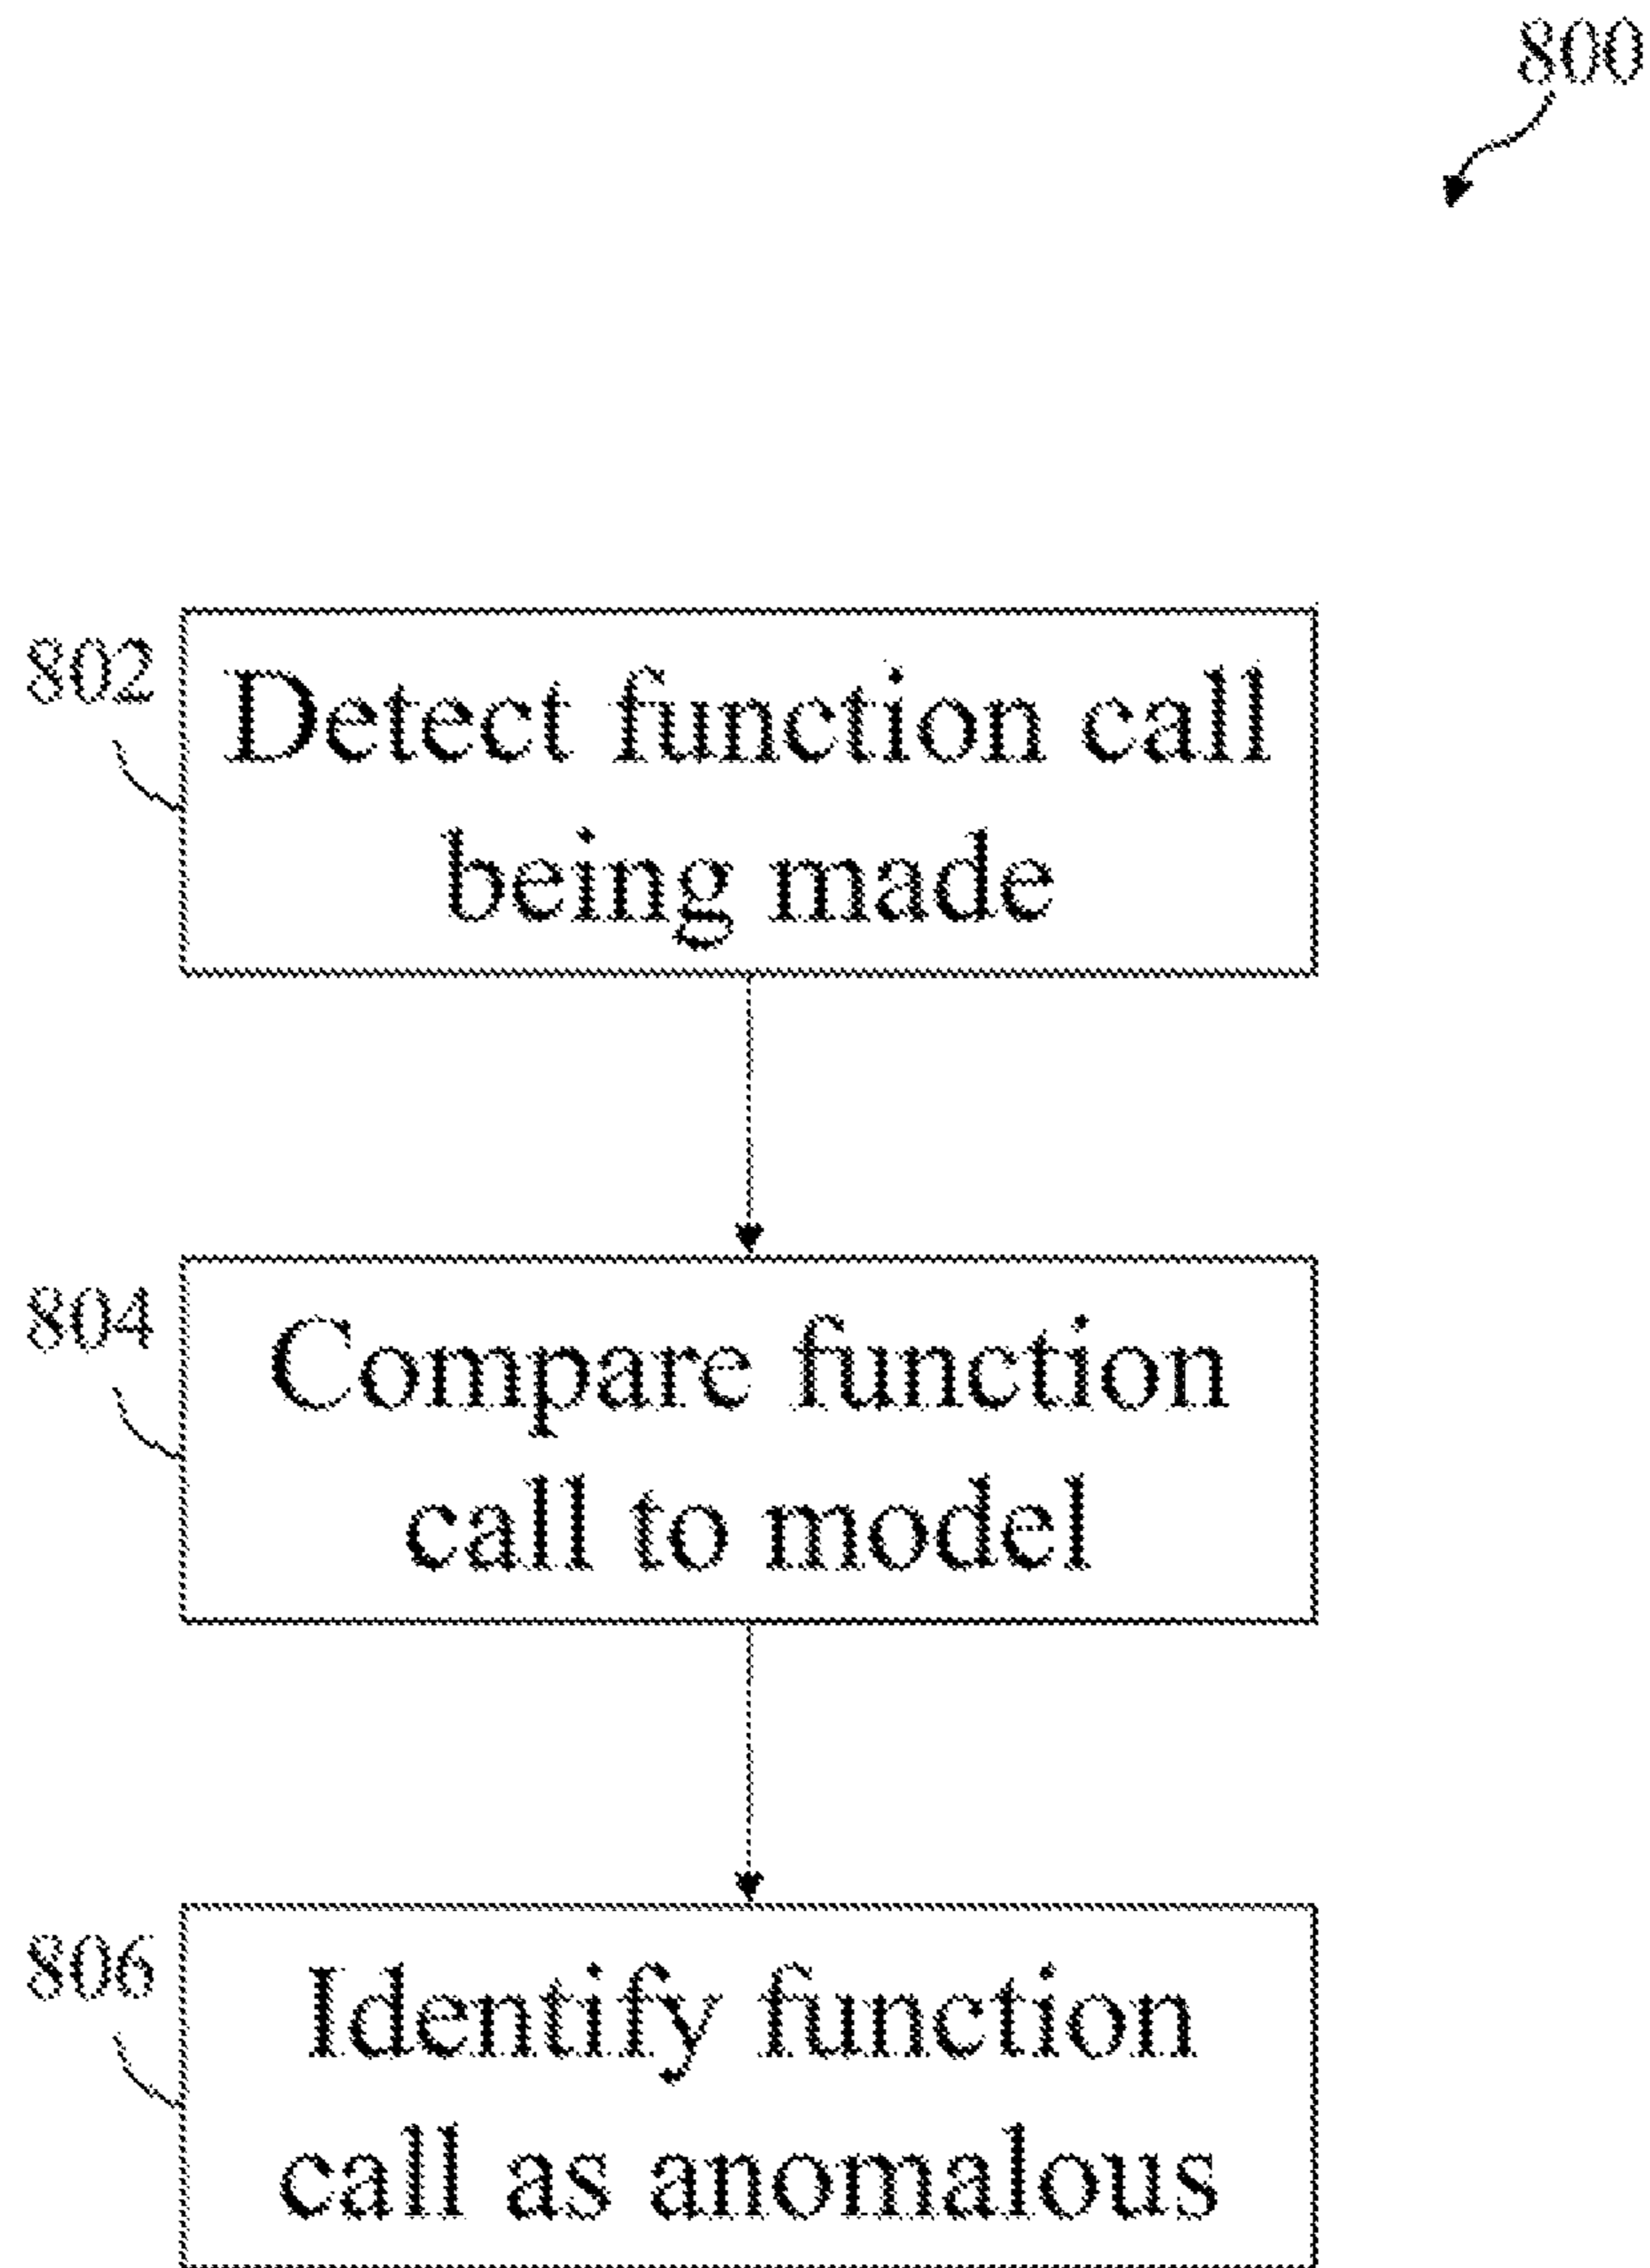 800
802
Detect function call
being made
804
Compare function
call to model
806
Identify function
call as anomalous